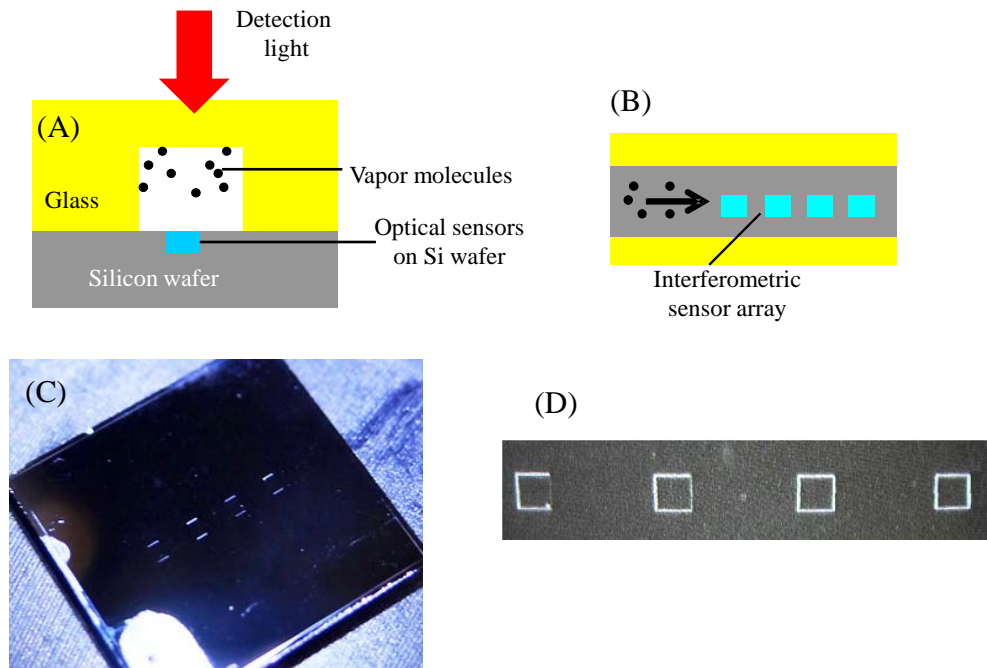 Detection
light
(A)
(B)
Vapor molecules
Glass
Optical sensors
on Si wafer
Silicon wafer
Interferometric
sensor array
(C)
(D)